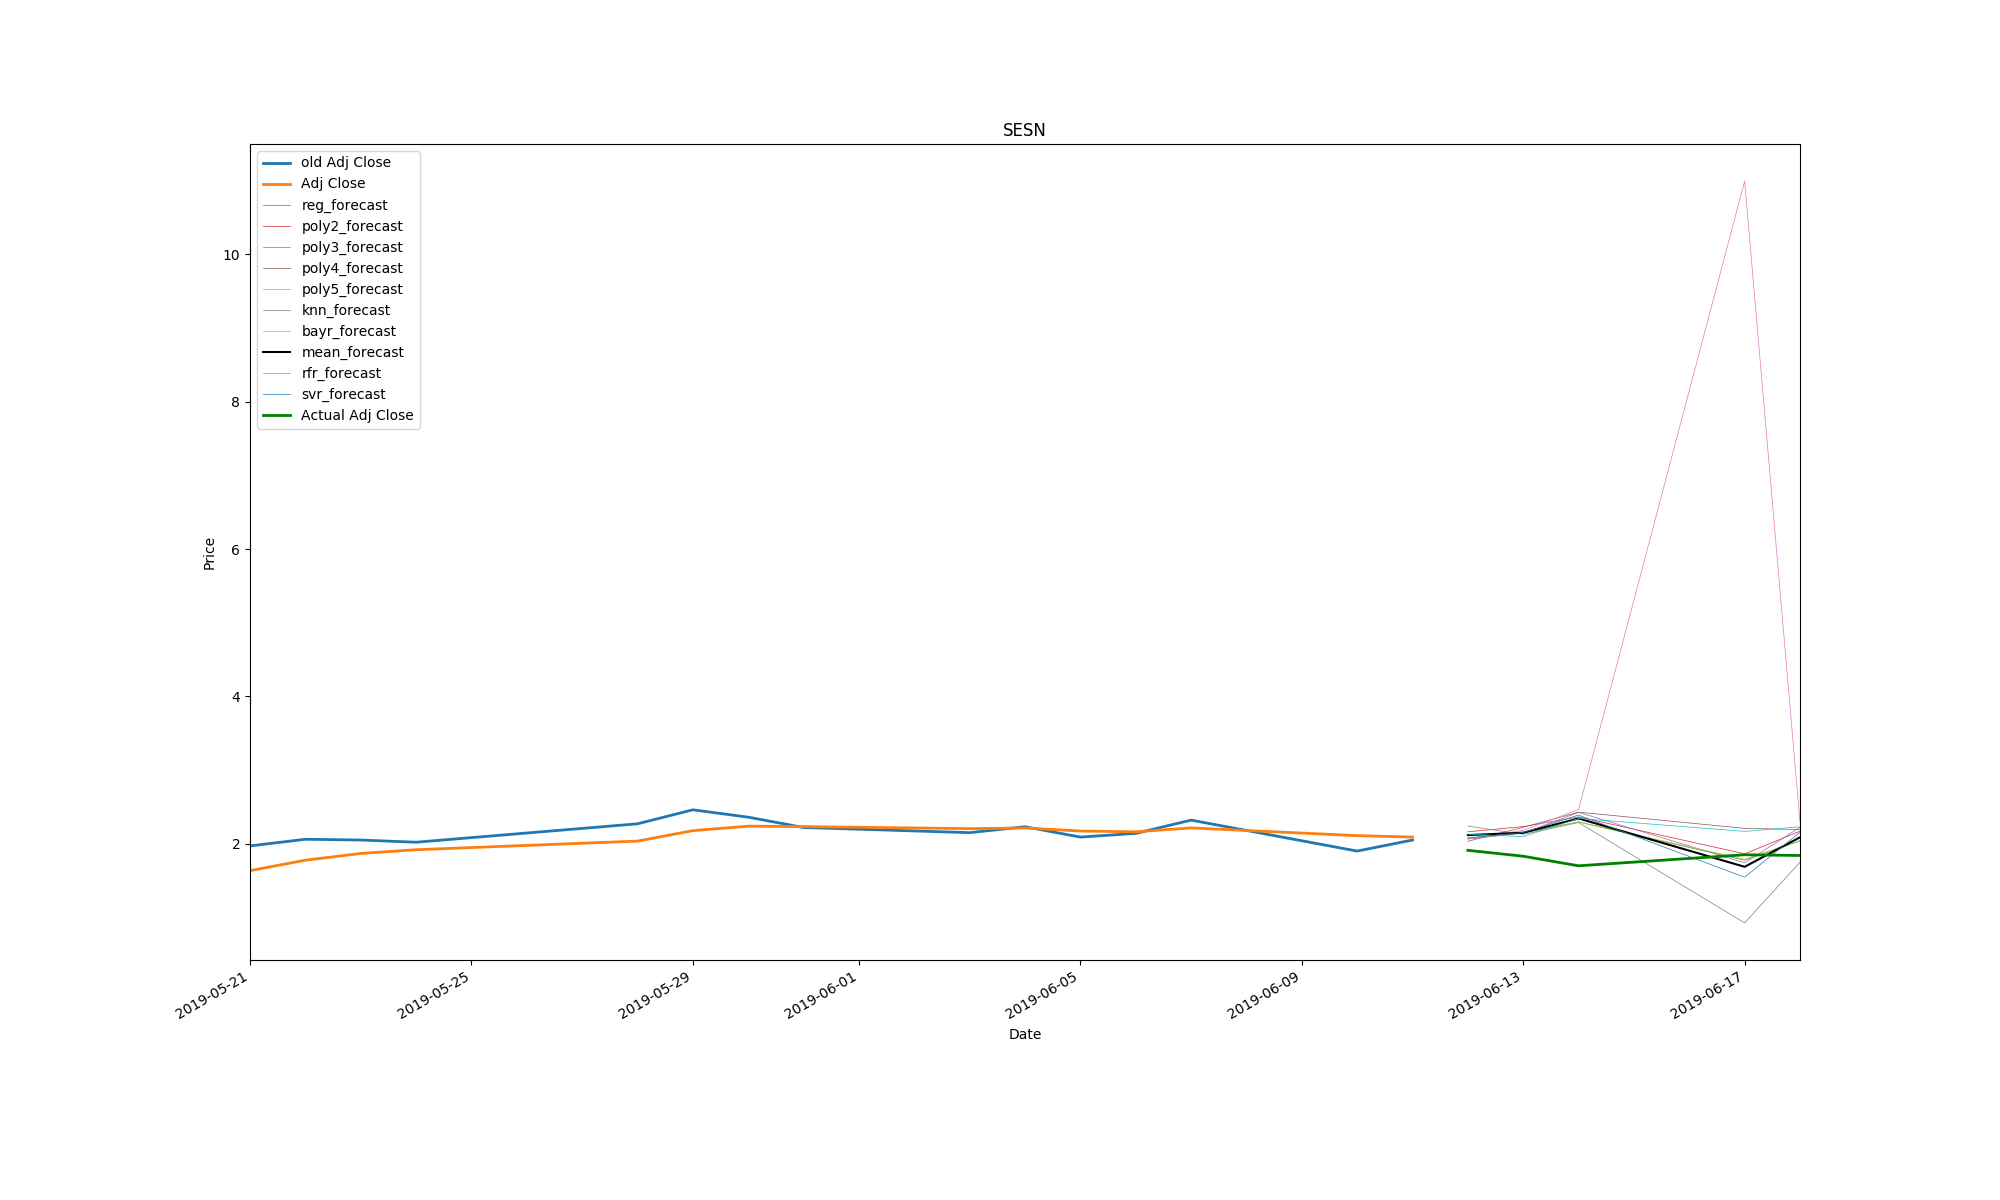 SESN
old Adj Close
Adj Close
reg_forecast
poly2_forecast
poly3_forecast
poly4_forecast
poly5_forecast
knn_forecast
bayr_forecast
mean_forecast
rfr_forecast
svr_forecast
Actual Adj Close
10
8
6
4
2
Price
2019-05-21
2019-05-25
2019-05-29
2019-06-01
2019-06-05
2019-06-09
2019-06-13
2019-06-17
Date